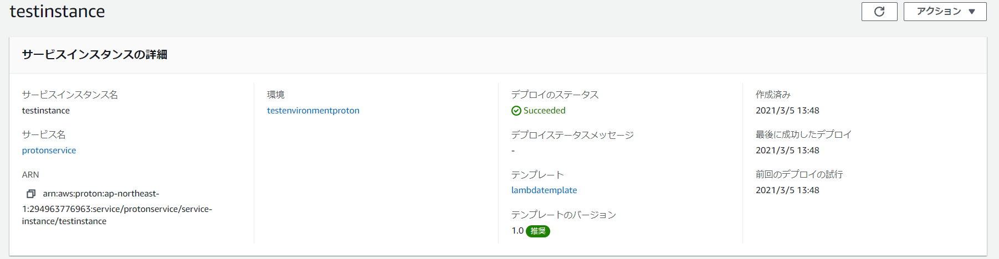 testinstance
アクション
サービスインスタンスの詳細
サービスインスタンス名
testinstance
サービス名
protonservice
ARN
arn:aws:proton:ap-northeast-
1:294963776963:service/protonservice/service-
instance/testinstance
環境
testenvironmentproton
デプロイのステータス
Succeeded
デプロイステータスメッセージ
-
テンプレート
lambdatemplate
テンプレートのバージョン
1.0 推奨
作成済み
2021/3/5 13:48
最後に成功したデプロイ
2021/3/5 13:48
前回のデプロイの試行
2021/3/5 13:48